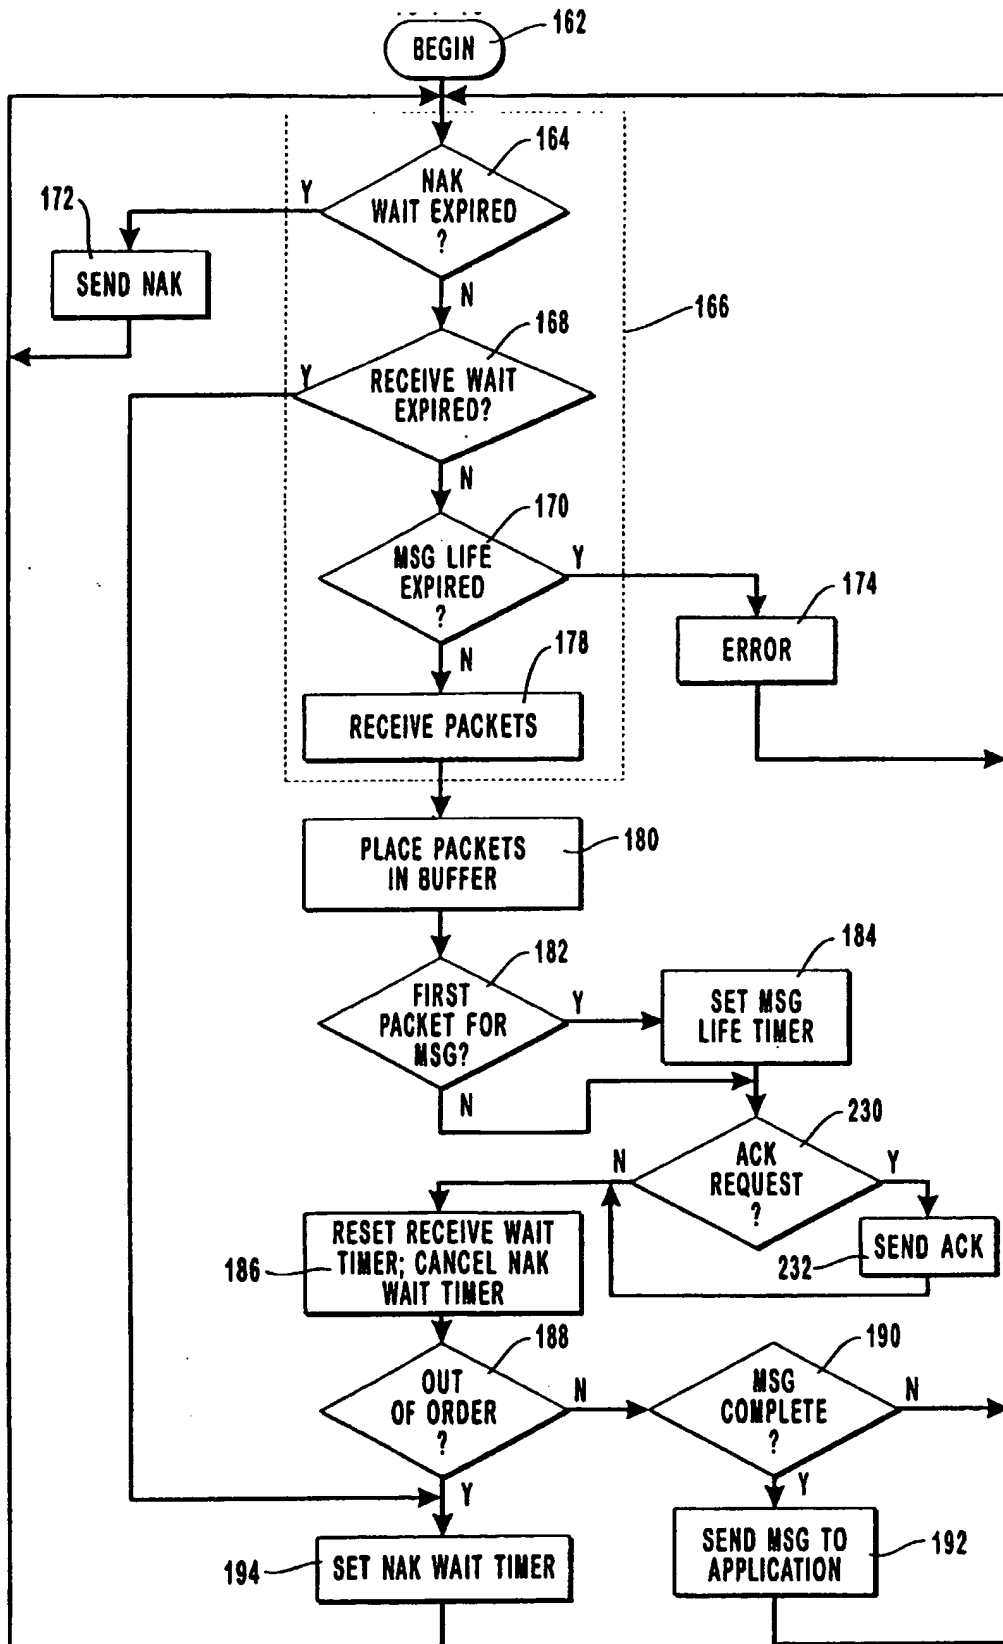 BEGIN
162
164
NAK
WAIT EXPIRED
?
Y
172
SEND NAK
N
166
168
Y
RECEIVE WAIT
EXPIRED?
N
170
MSG LIFE
EXPIRED
?
Y
174
ERROR
N
178
RECEIVE PACKETS
PLACE PACKETS
IN BUFFER
180
182
FIRST
PACKET FOR
MSG?
Y
184
SET MSG
LIFE TIMER
N
230
ACK
REQUEST
?
N
Y
SEND ACK
232
RESET RECEIVE WAIT
TIMER; CANCEL NAK
WAIT TIMER
186
188
OUT
OF ORDER
?
N
190
MSG
COMPLETE
?
N
Y
Y
194
SET NAK WAIT TIMER
SEND MSG TO
APPLICATION
192